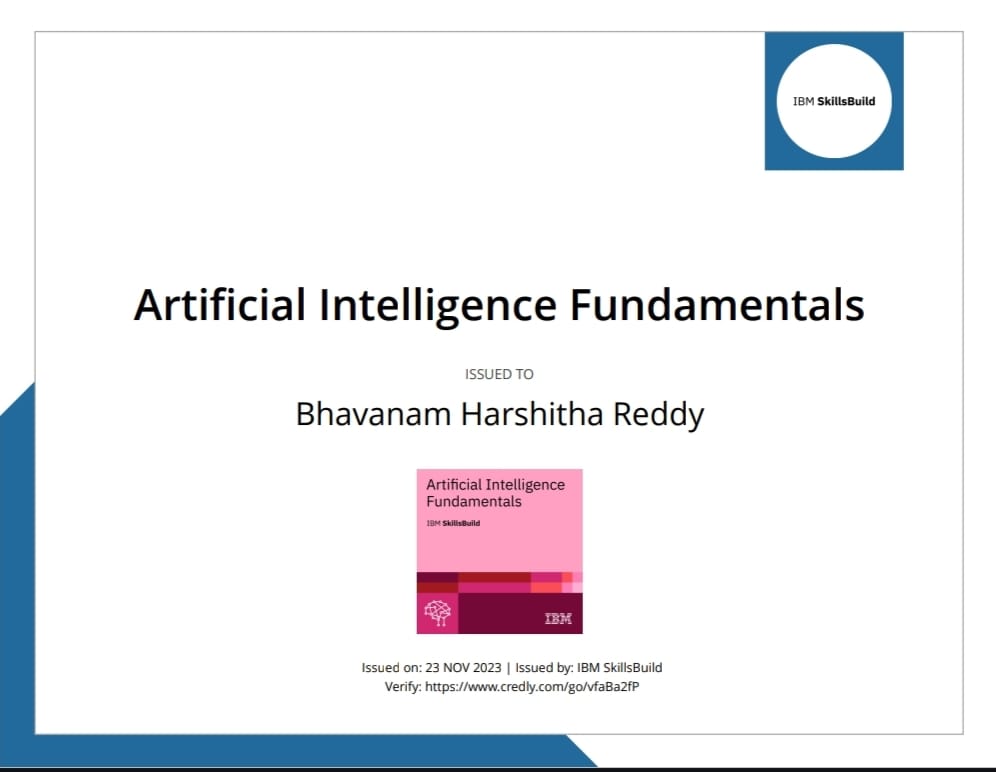 IBM SkillsBuild
Artificial Intelligence Fundamentals
ISSUED TO
Bhavanam Harshitha Reddy
Artificial Intelligence
Fundamentals
IBM SkillsBuild
IBM
Issued on: 23 NOV 2023 | Issued by: IBM SkillsBuild
Verify: https://www.credly.com/go/vfaBa2fP